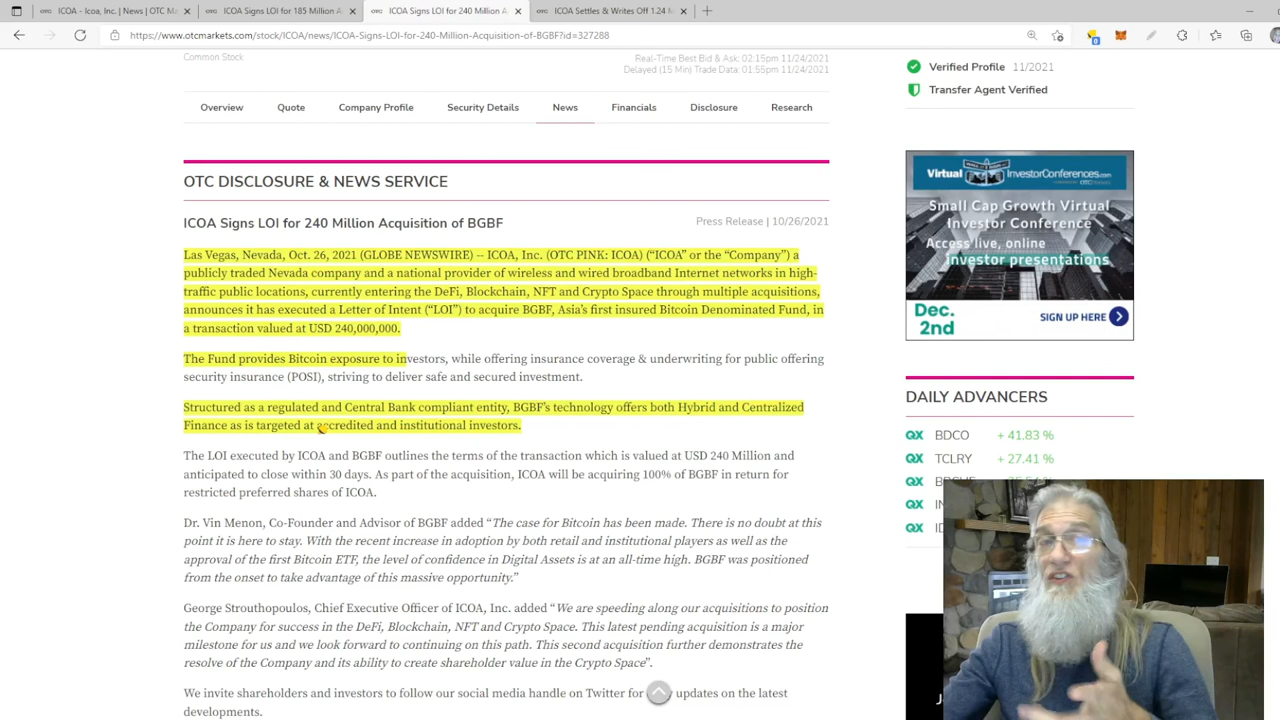 ICOA - Icoa, Inc. | News | OTC M
ICOA Signs LOI for 185 Million A
ICOA Signs LOI for 240 Million A
ICOA Settles & Writes Off 1.24 M
https://www.otcmarkets.com/stock/ICOA/news/ICOA-Signs-LOI-for-240-Million-Acquisition-of-BGBF?id=327288
Common Stock
Real-Time Best Bid & Ask: 02:15pm 11/24/2021
Delayed (15 Min) Trade Data: 01:55pm 11/24/2021
Verified Profile 11/2021
Transfer Agent Verified
Overview Quote Company Profile Security Details News Financials Disclosure Research
OTC DISCLOSURE & NEWS SERVICE
ICOA Signs LOI for 240 Million Acquisition of BGBF
Press Release | 10/26/2021
Las Vegas, Nevada, Oct. 26, 2021 (GLOBE NEWSWIRE) -- ICOA, Inc. (OTC PINK: ICOA) (“ICOA” or the “Company”) a
publicly traded Nevada company and a national provider of wireless and wired broadband Internet networks in high-
traffic public locations, currently entering the DeFi, Blockchain, NFT and Crypto Space through multiple acquisitions,
announces it has executed a Letter of Intent (“LOI”) to acquire BGBF, Asia’s first insured Bitcoin Denominated Fund, in
a transaction valued at USD 240,000,000.
The Fund provides Bitcoin exposure to investors, while offering insurance coverage & underwriting for public offering
security insurance (POSI), striving to deliver safe and secured investment.
Structured as a regulated and Central Bank compliant entity, BGBF’s technology offers both Hybrid and Centralized
Finance as is targeted at accredited and institutional investors.
The LOI executed by ICOA and BGBF outlines the terms of the transaction which is valued at USD 240 Million and
anticipated to close within 30 days. As part of the acquisition, ICOA will be acquiring 100% of BGBF in return for
restricted preferred shares of ICOA.
Dr. Vin Menon, Co-Founder and Advisor of BGBF added “The case for Bitcoin has been made. There is no doubt at this
point it is here to stay. With the recent increase in adoption by both retail and institutional players as well as the
approval of the first Bitcoin ETF, the level of confidence in Digital Assets is at an all-time high. BGBF was positioned
from the onset to take advantage of this massive opportunity.”
George Strouthopoulos, Chief Executive Officer of ICOA, Inc. added “We are speeding along our acquisitions to position
the Company for success in the DeFi, Blockchain, NFT and Crypto Space. This latest pending acquisition is a major
milestone for us and we look forward to continuing on this path. This second acquisition further demonstrates the
resolve of the Company and its ability to create shareholder value in the Crypto Space”.
We invite shareholders and investors to follow our social media handle on Twitter for updates on the latest
developments.
Virtual InvestorConferences.com
Small Cap Growth Virtual
Investor Conference
Access live, online
investor presentations
Dec.
2nd
SIGN UP HERE
DAILY ADVANCERS
QX BDCO + 41.83 %
QX TCLRY + 27.41 %
QX
QX
QX